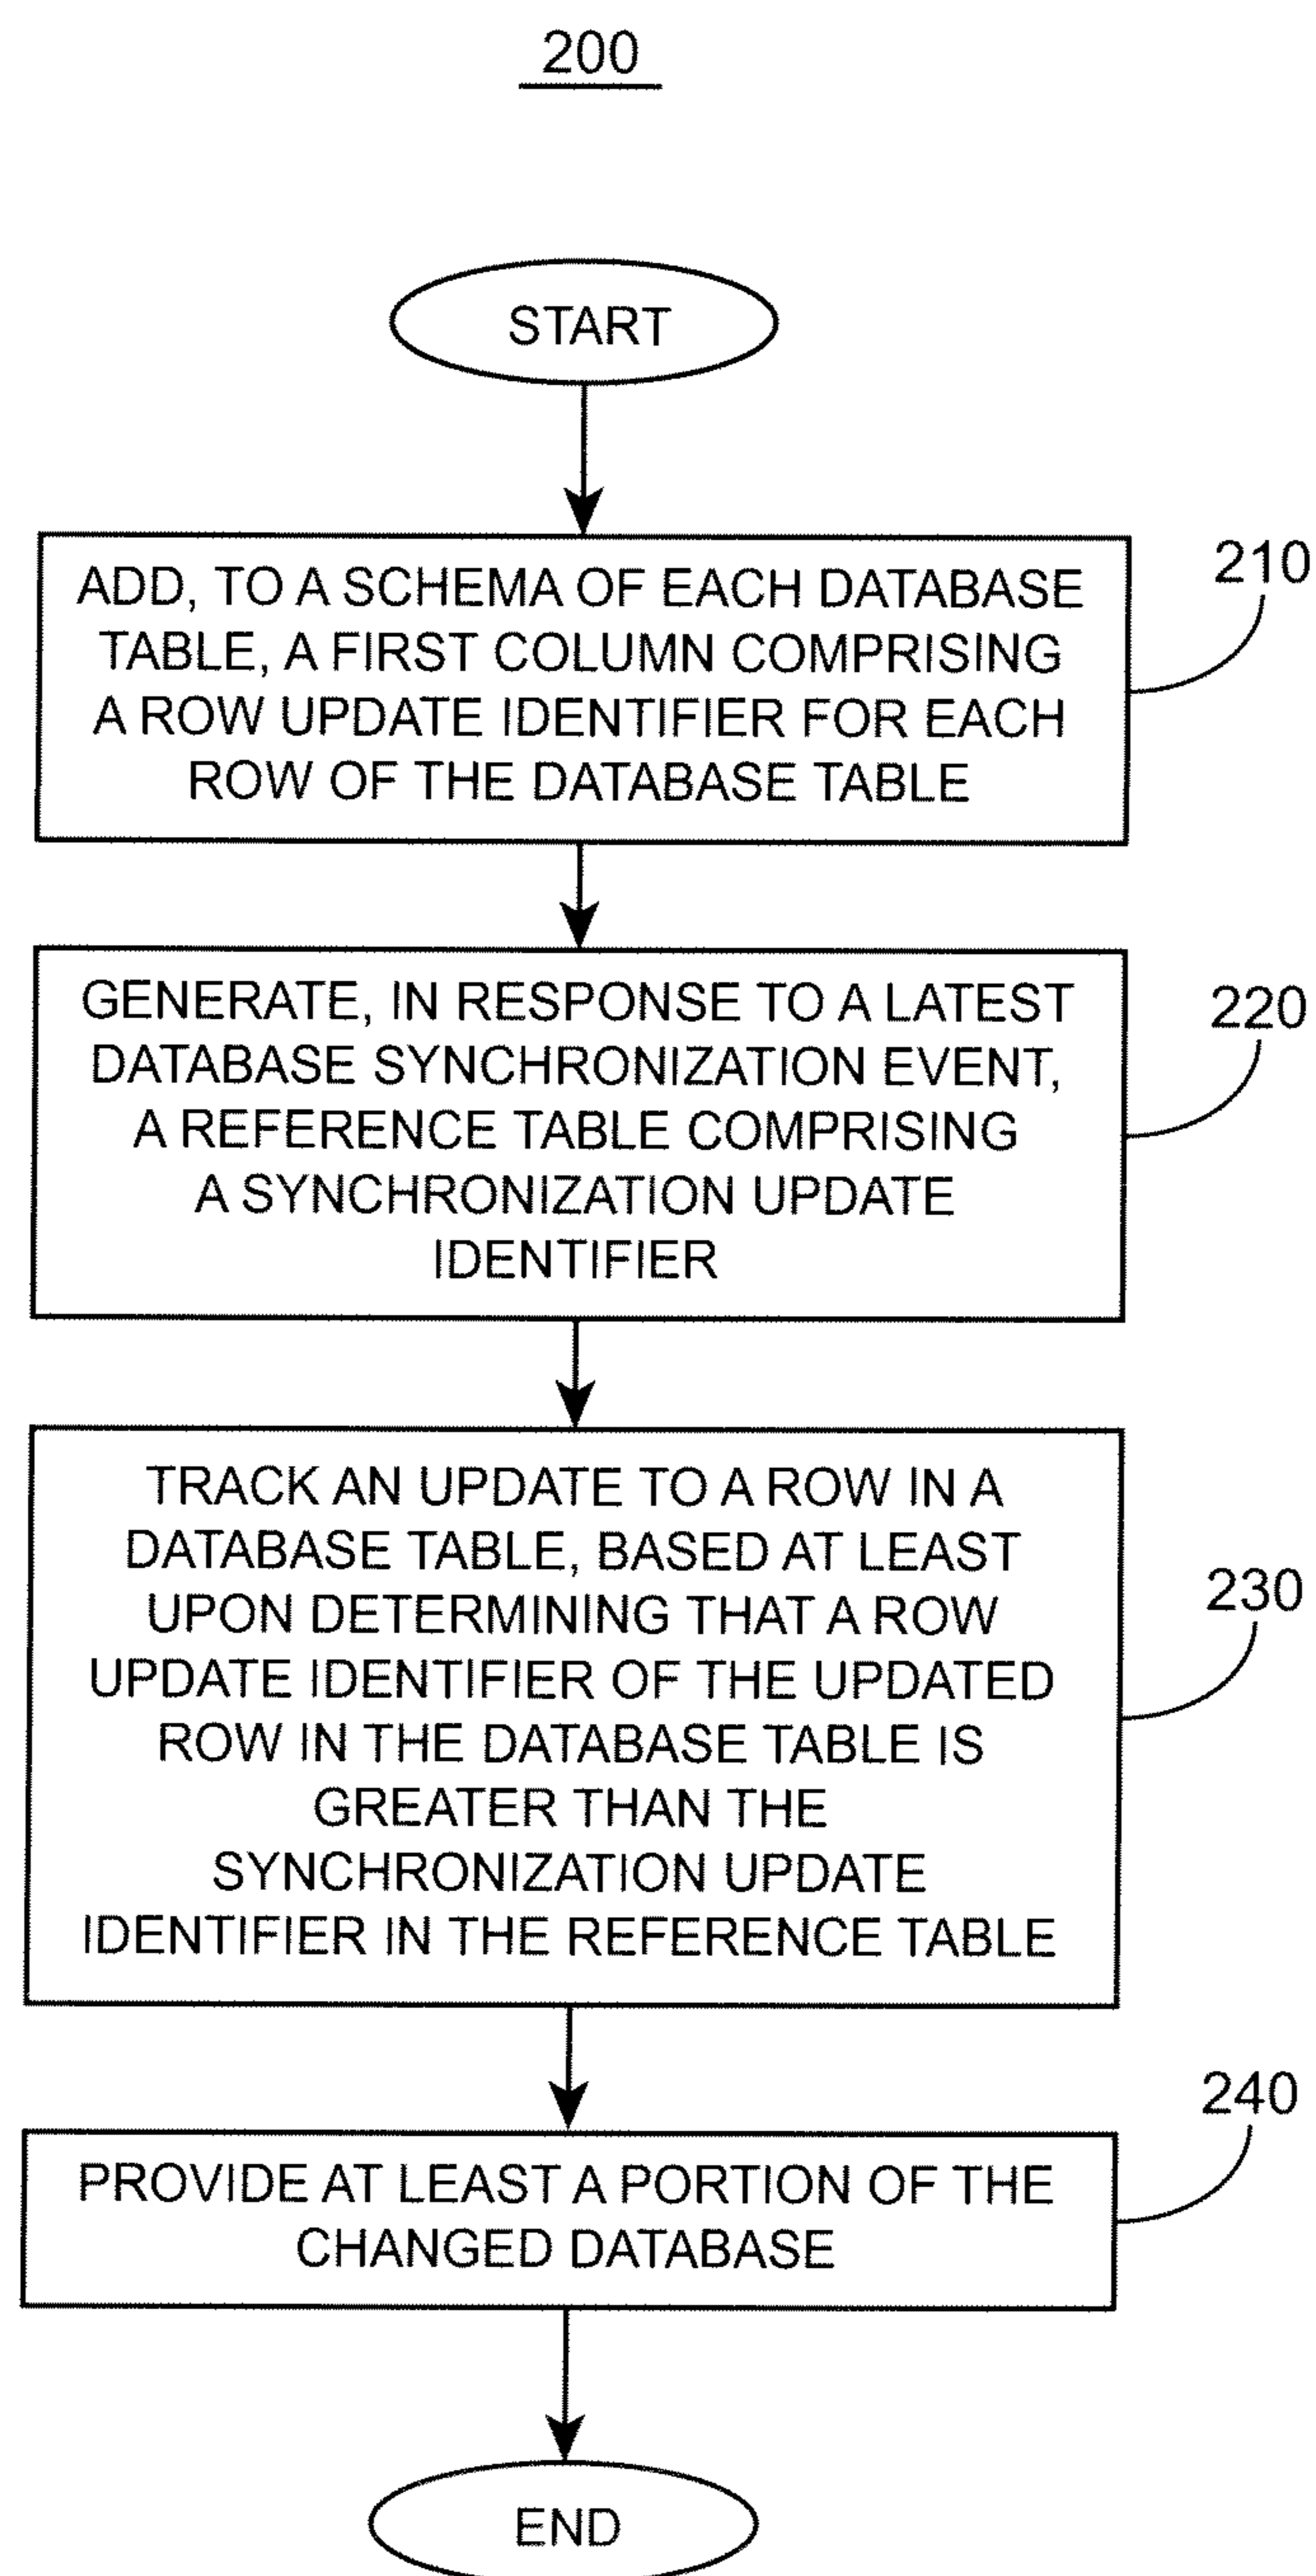 200
START
ADD, TO A SCHEMA OF EACH DATABASE
TABLE, A FIRST COLUMN COMPRISING
A ROW UPDATE IDENTIFIER FOR EACH
ROW OF THE DATABASE TABLE
210
GENERATE, IN RESPONSE TO A LATEST
DATABASE SYNCHRONIZATION EVENT,
A REFERENCE TABLE COMPRISING
A SYNCHRONIZATION UPDATE
IDENTIFIER
220
TRACK AN UPDATE TO A ROW IN A
DATABASE TABLE, BASED AT LEAST
UPON DETERMINING THAT A ROW
UPDATE IDENTIFIER OF THE UPDATED
ROW IN THE DATABASE TABLE IS
GREATER THAN THE
SYNCHRONIZATION UPDATE
IDENTIFIER IN THE REFERENCE TABLE
230
PROVIDE AT LEAST A PORTION OF THE
CHANGED DATABASE
240
END